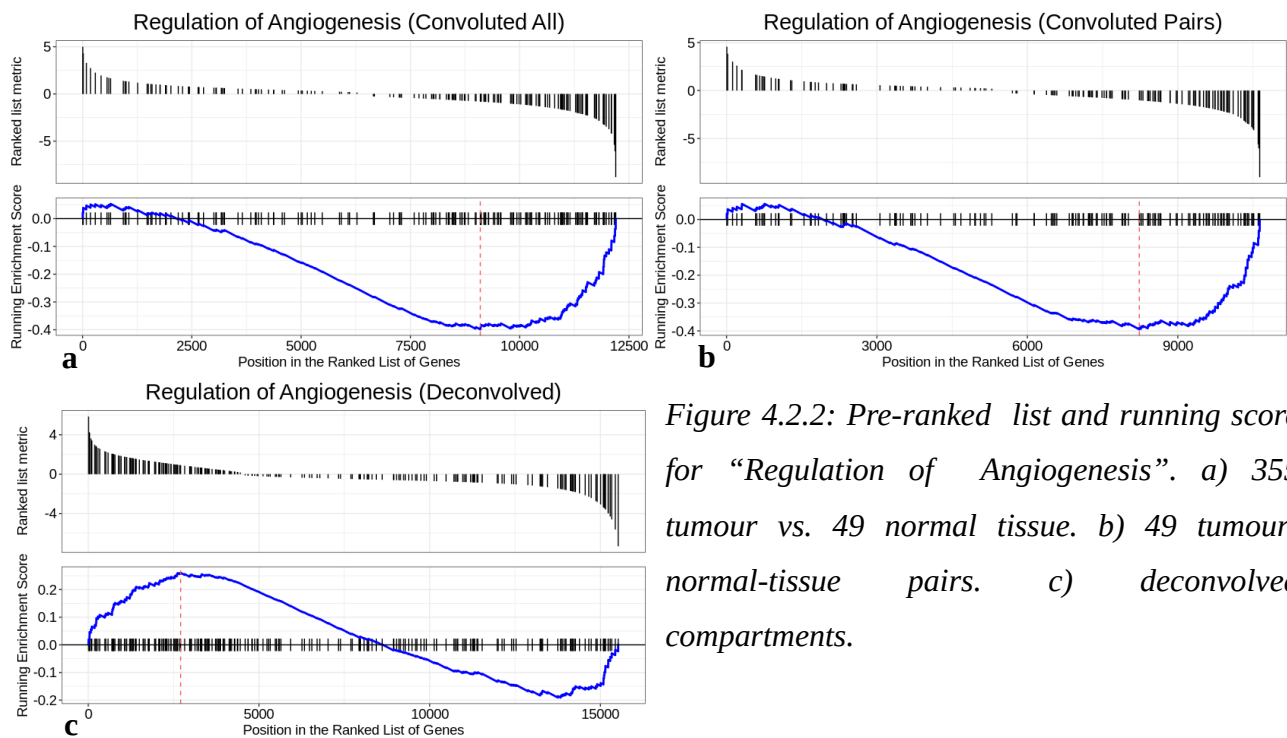 Regulation of Angiogenesis (Convoluted All)
Ranked list metric
5
0
-5
Running Enrichment Score
0.0
-0.1
-0.2
-0.3
-0.4
0 2500 5000 7500 10000 12500
Position in the Ranked List of Genes
a
Regulation of Angiogenesis (Convoluted Pairs)
Ranked list metric
5
0
-5
Running Enrichment Score
0.0
-0.1
-0.2
-0.3
-0.4
0 3000 6000 9000
Position in the Ranked List of Genes
b
Regulation of Angiogenesis (Deconvolved)
Ranked list metric
4
0
-4
Running Enrichment Score
0.2
0.1
0.0
-0.1
-0.2
0 5000 10000 15000
Position in the Ranked List of Genes
c
Figure 4.2.2: Pre-ranked list and running score
for “Regulation of Angiogenesis”. a)
tumour vs. 49 normal tissue. b) 49 tumour
normal-tissue pairs. c) deconvolved
compartments.